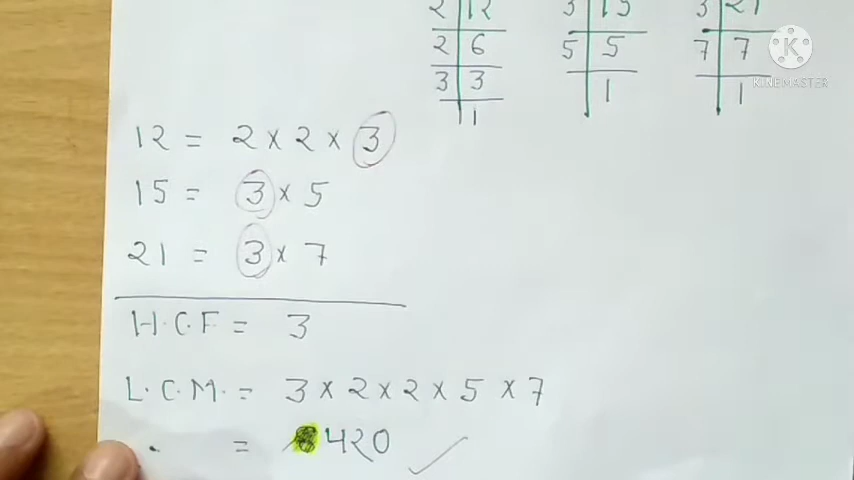 2 12
2 6
3 3
1
3 15
5 5
1
3 21
7 7
1
K
KINEMASTER
12 = 2 × 2 × 3
15 = 3 × 5
21 = 3 × 7
H.C.F = 3
L.C.M. = 3 × 2 × 2 × 5 × 7
= 420